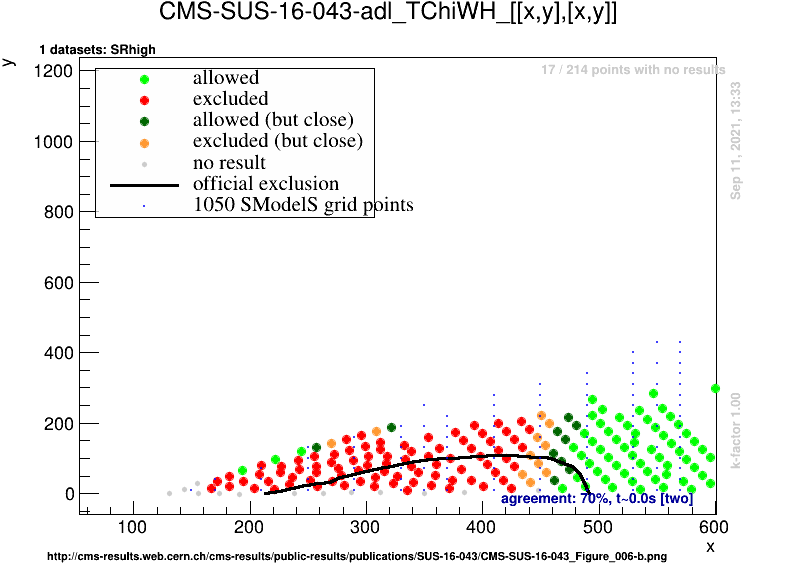 CMS-SUS-16-043-adl_TChiWH_[[x,y],[x,y]]
1 datasets: SRhigh
y
17 / 214 points with no results
allowed
excluded
allowed (but close)
excluded (but close)
no result
official exclusion
1050 SModelS grid points
1200
1000
800
600
400
200
0
Sep 11, 2021, 13:33
k-factor 1.00
agreement: 70%, t~0.0s [two]
100
200
300
400
500
600
x
http://cms-results.web.cern.ch/cms-results/public-results/publications/SUS-16-043/CMS-SUS-16-043_Figure_006-b.png